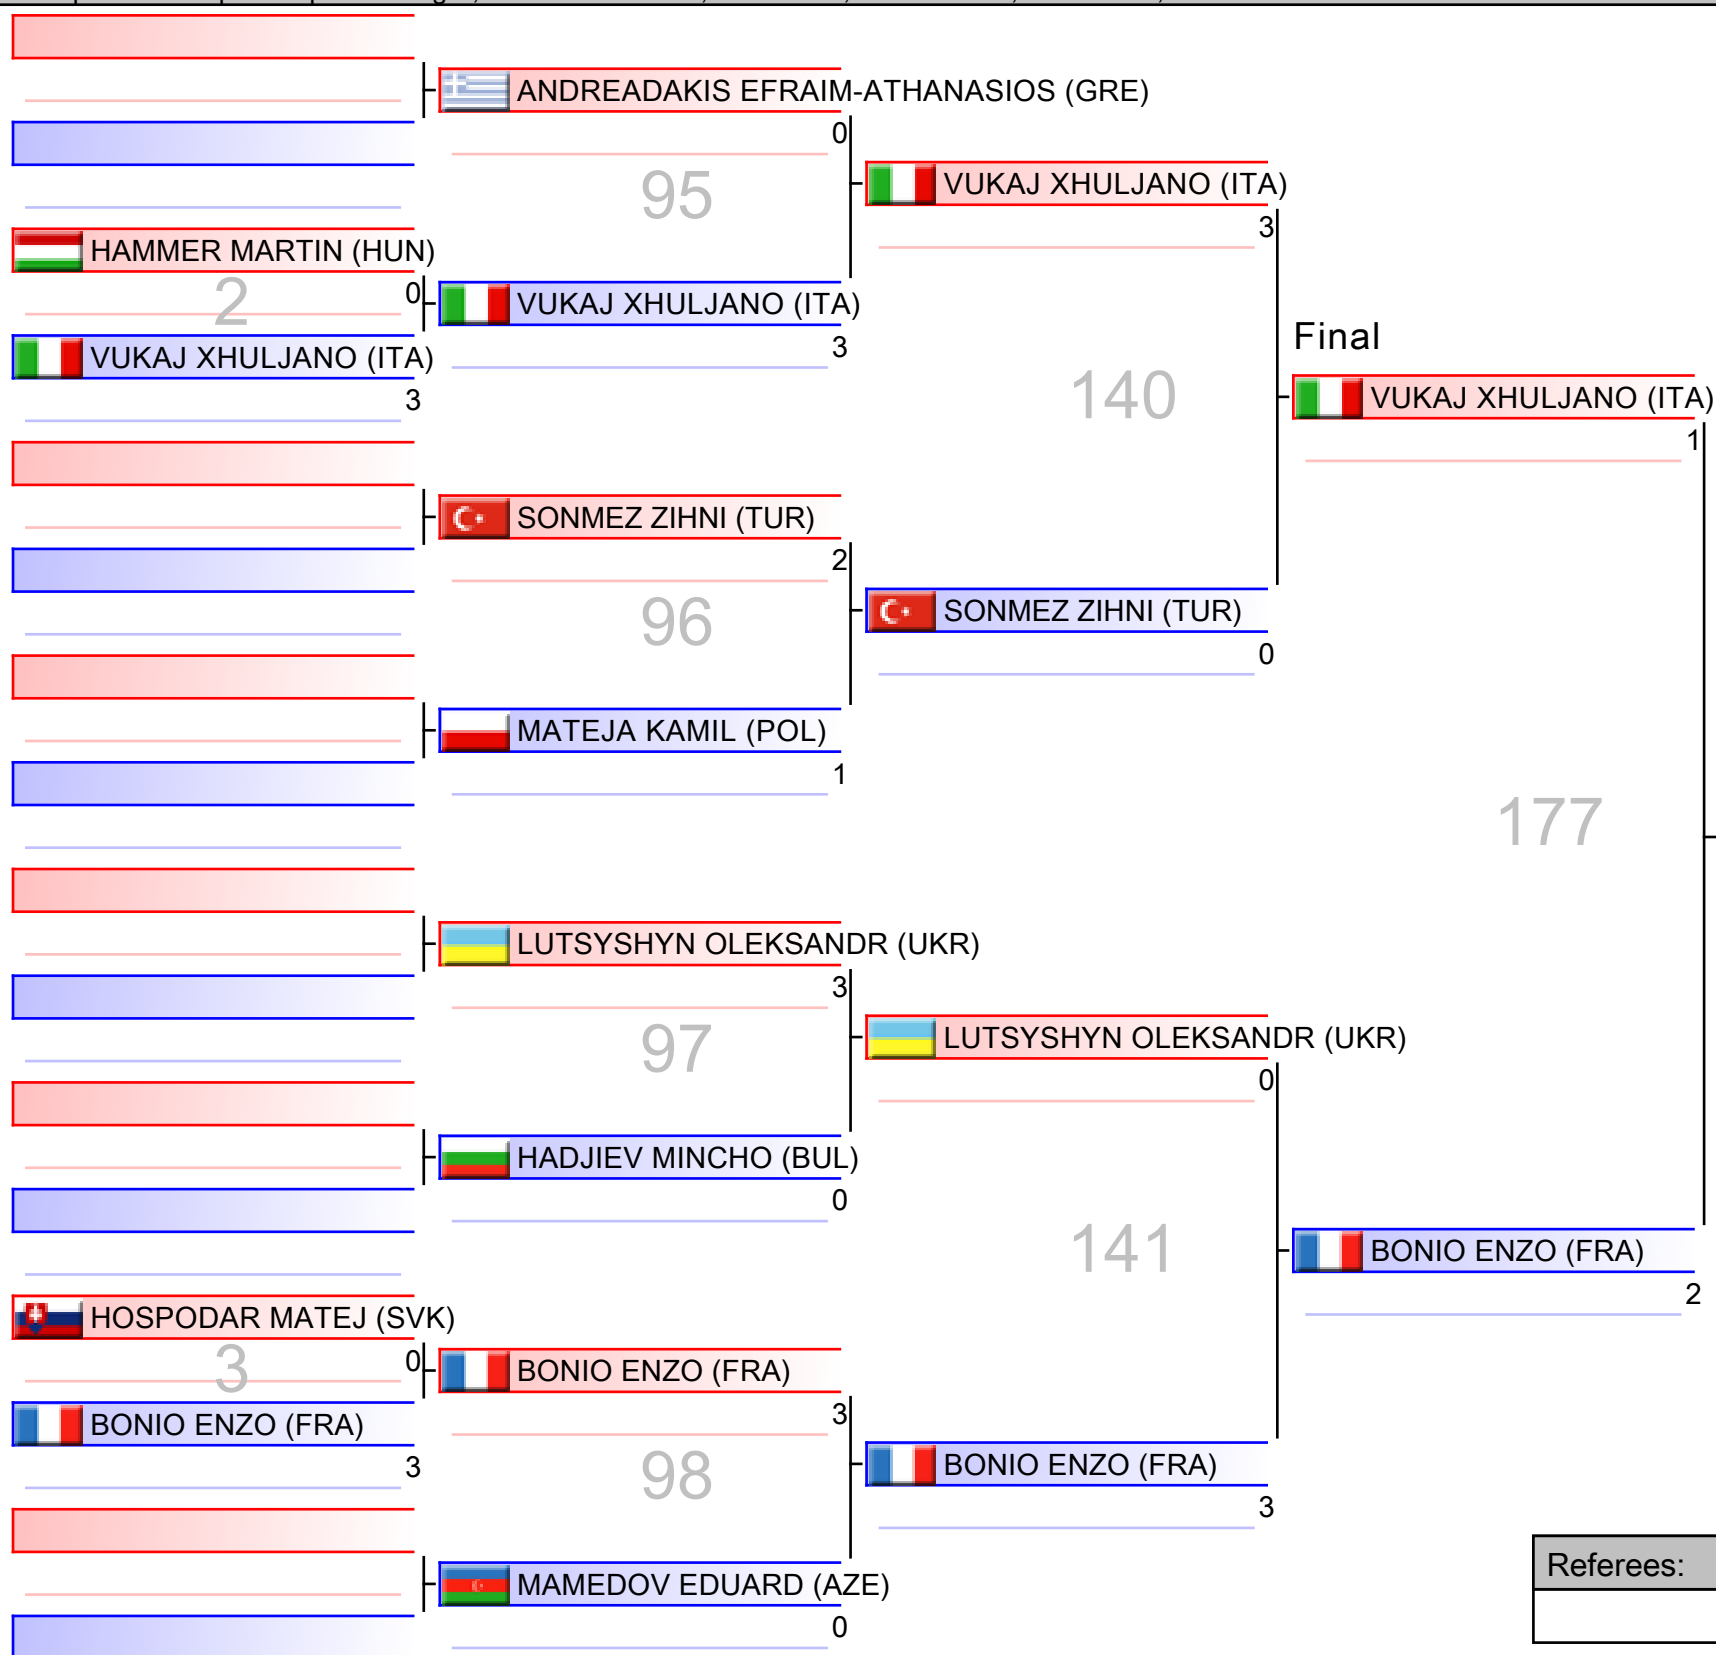 ANDREADAKIS EFRAIM-ATHANASIOS (GRE)
0
95
VUKAJ XHULJANO (ITA)
3
HAMMER MARTIN (HUN)
0
2
VUKAJ XHULJANO (ITA)
3
VUKAJ XHULJANO (ITA)
3
140
Final
VUKAJ XHULJANO (ITA)
1
SONMEZ ZIHNI (TUR)
2
96
SONMEZ ZIHNI (TUR)
0
MATEJA KAMIL (POL)
1
177
LUTSYSHYN OLEKSANDR (UKR)
3
97
LUTSYSHYN OLEKSANDR (UKR)
0
HADJIEV MINCHO (BUL)
0
141
BONIO ENZO (FRA)
2
HOSPODAR MATEJ (SVK)
0
3
BONIO ENZO (FRA)
3
BONIO ENZO (FRA)
3
98
BONIO ENZO (FRA)
3
MAMEDOV EDUARD (AZE)
0
Referees: